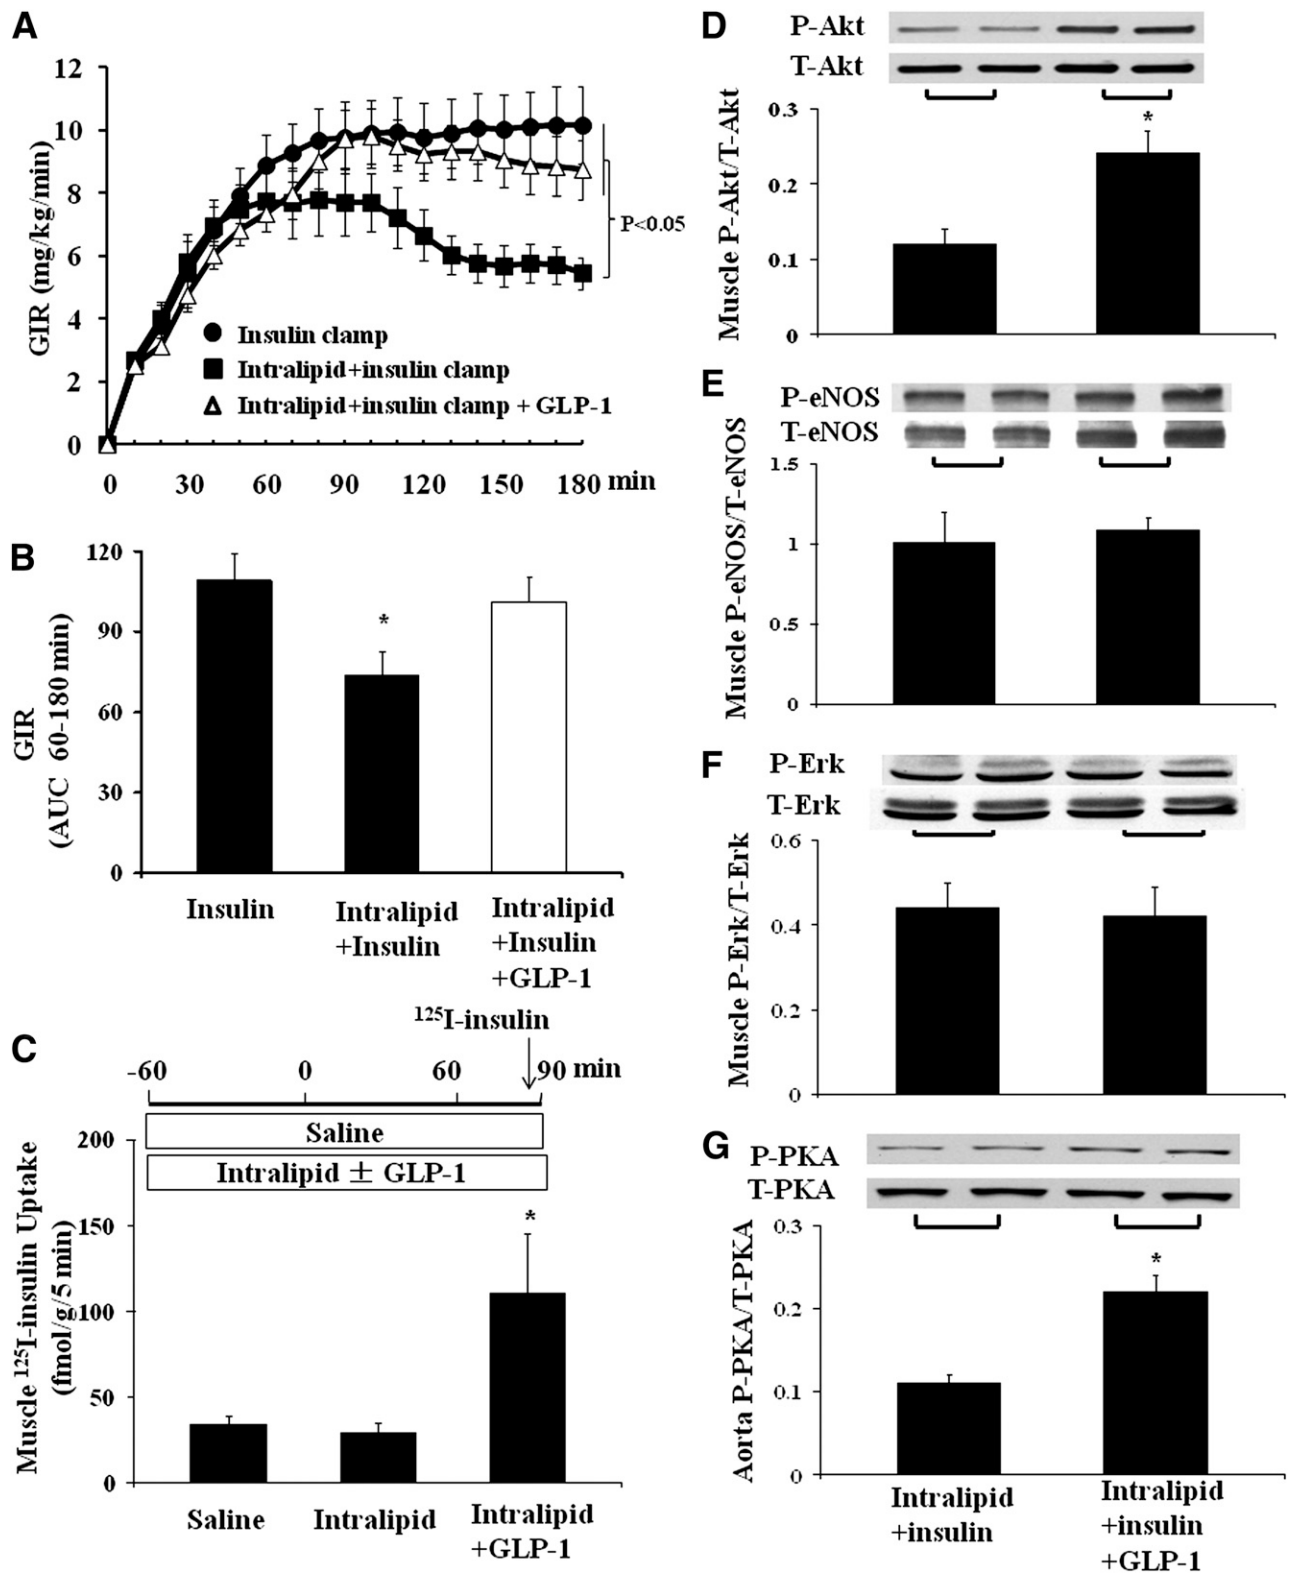 A
12
10
8
6
4
2
0
GIR (mg/kg/min)
P<0.05
Insulin clamp
Intralipid+insulin clamp
Intralipid+insulin clamp + GLP-1
0 30 60 90 120 150 180 min
B
120
90
60
30
0
GIR
(AUC 60-180 min)
*
Insulin
Intralipid
+Insulin
Intralipid
+Insulin
+GLP-1
C
125I-insulin
-60 0 60 90 min
Saline
Intralipid ± GLP-1
200
150
100
50
0
Muscle 125I-insulin Uptake
(fmol/g/5 min)
*
Saline
Intralipid
Intralipid
+GLP-1
D
P-Akt
T-Akt
0.3
0.2
0.1
0
Muscle P-Akt/T-Akt
*
E
P-eNOS
T-eNOS
1.5
1
0.5
0
Muscle P-eNOS/T-eNOS
F
P-Erk
T-Erk
0.6
0.4
0.2
0
Muscle P-Erk/T-Erk
G
P-PKA
T-PKA
0.3
0.2
0.1
0
Aorta P-PKA/T-PKA
*
Intralipid
+insulin
Intralipid
+insulin
+GLP-1